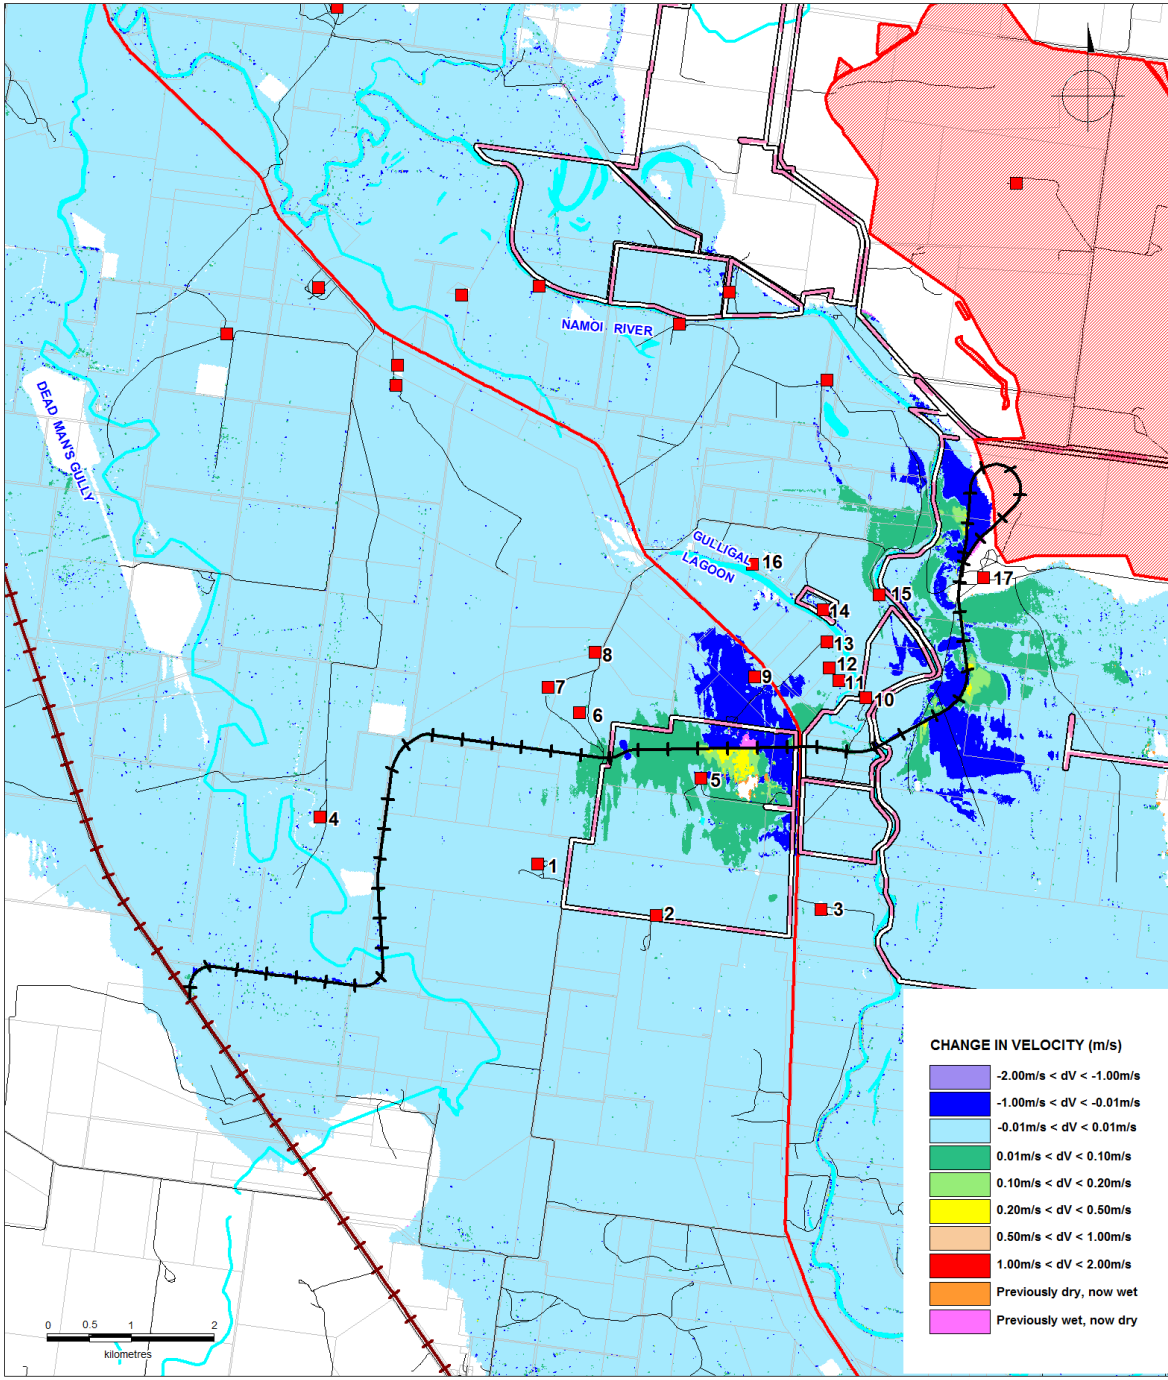 NAMOI RIVER
DEAD MAN'S GULLY
GULLIGAL
LAGOON
16
17
15
14
13
8
12
9
11
7
10
6
5
4
1
2
3
CHANGE IN VELOCITY (m/s)
-2.00m/s < dV < -1.00m/s
-1.00m/s < dV < -0.01m/s
-0.01m/s < dV < 0.01m/s
0.01m/s < dV < 0.10m/s
0.10m/s < dV < 0.20m/s
0.20m/s < dV < 0.50m/s
0.50m/s < dV < 1.00m/s
1.00m/s < dV < 2.00m/s
Previously dry, now wet
Previously wet, now dry
0 0.5 1 2
kilometres